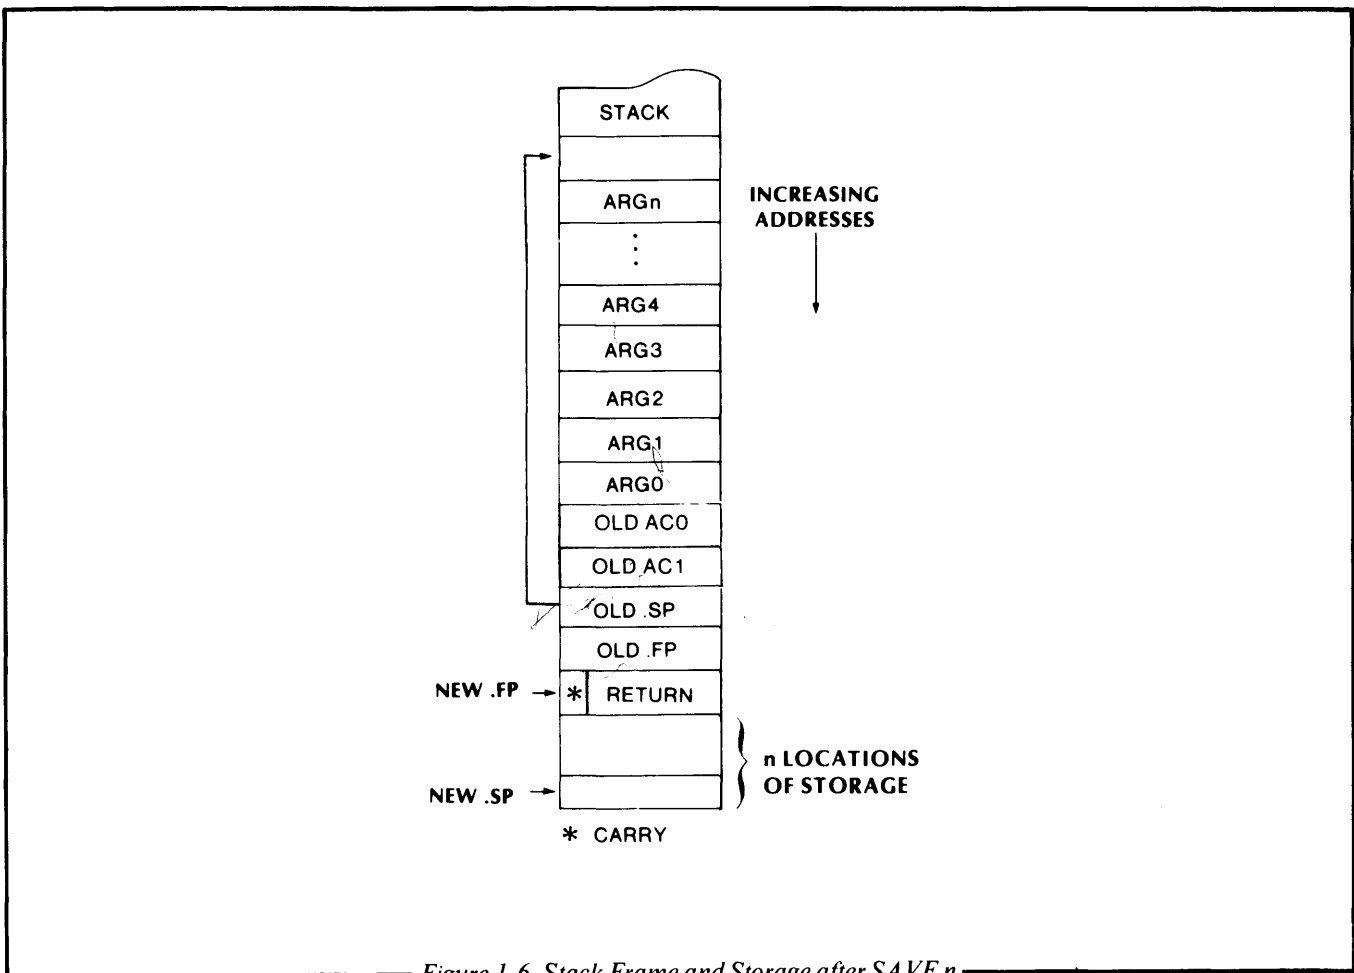 STACK
ARGn
INCREASING
ADDRESSES
ARG4
ARG3
ARG2
ARG1
ARG0
OLD AC0
OLD AC1
OLD .SP
OLD .FP
NEW .FP
* RETURN
n LOCATIONS
OF STORAGE
NEW .SP
* CARRY
Figure 1-6. Stack Frame and Storage after SAVE n